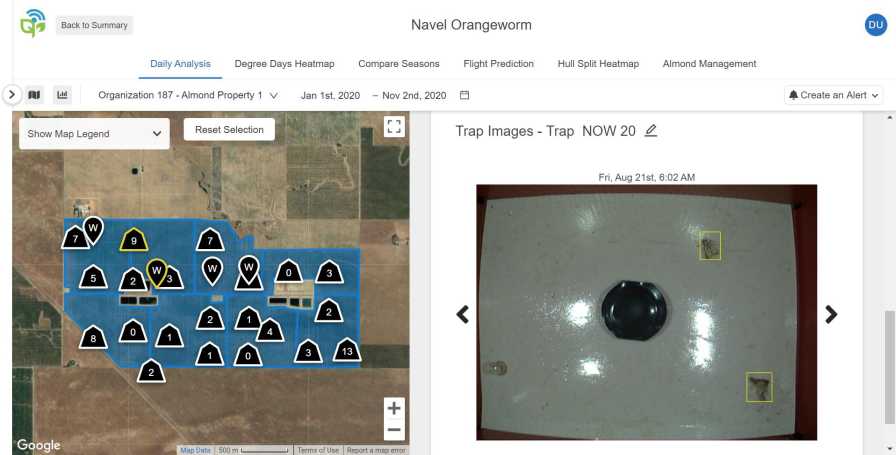 Back to Summary
Navel Orangeworm
DU
Daily Analysis
Degree Days Heatmap
Compare Seasons
Flight Prediction
Hull Split Heatmap
Almond Management
Organization 187 - Almond Property 1
Jan 1st, 2020 – Nov 2nd, 2020
Create an Alert
Show Map Legend
Reset Selection
Trap Images - Trap NOW 20
Fri, Aug 21st, 6:02 AM
7
W
9
7
5
2
W
3
W
W
0
3
8
0
1
2
1
4
2
2
1
0
3
13
+
−
Google
Map Data
500 m
Terms of Use
Report a map error